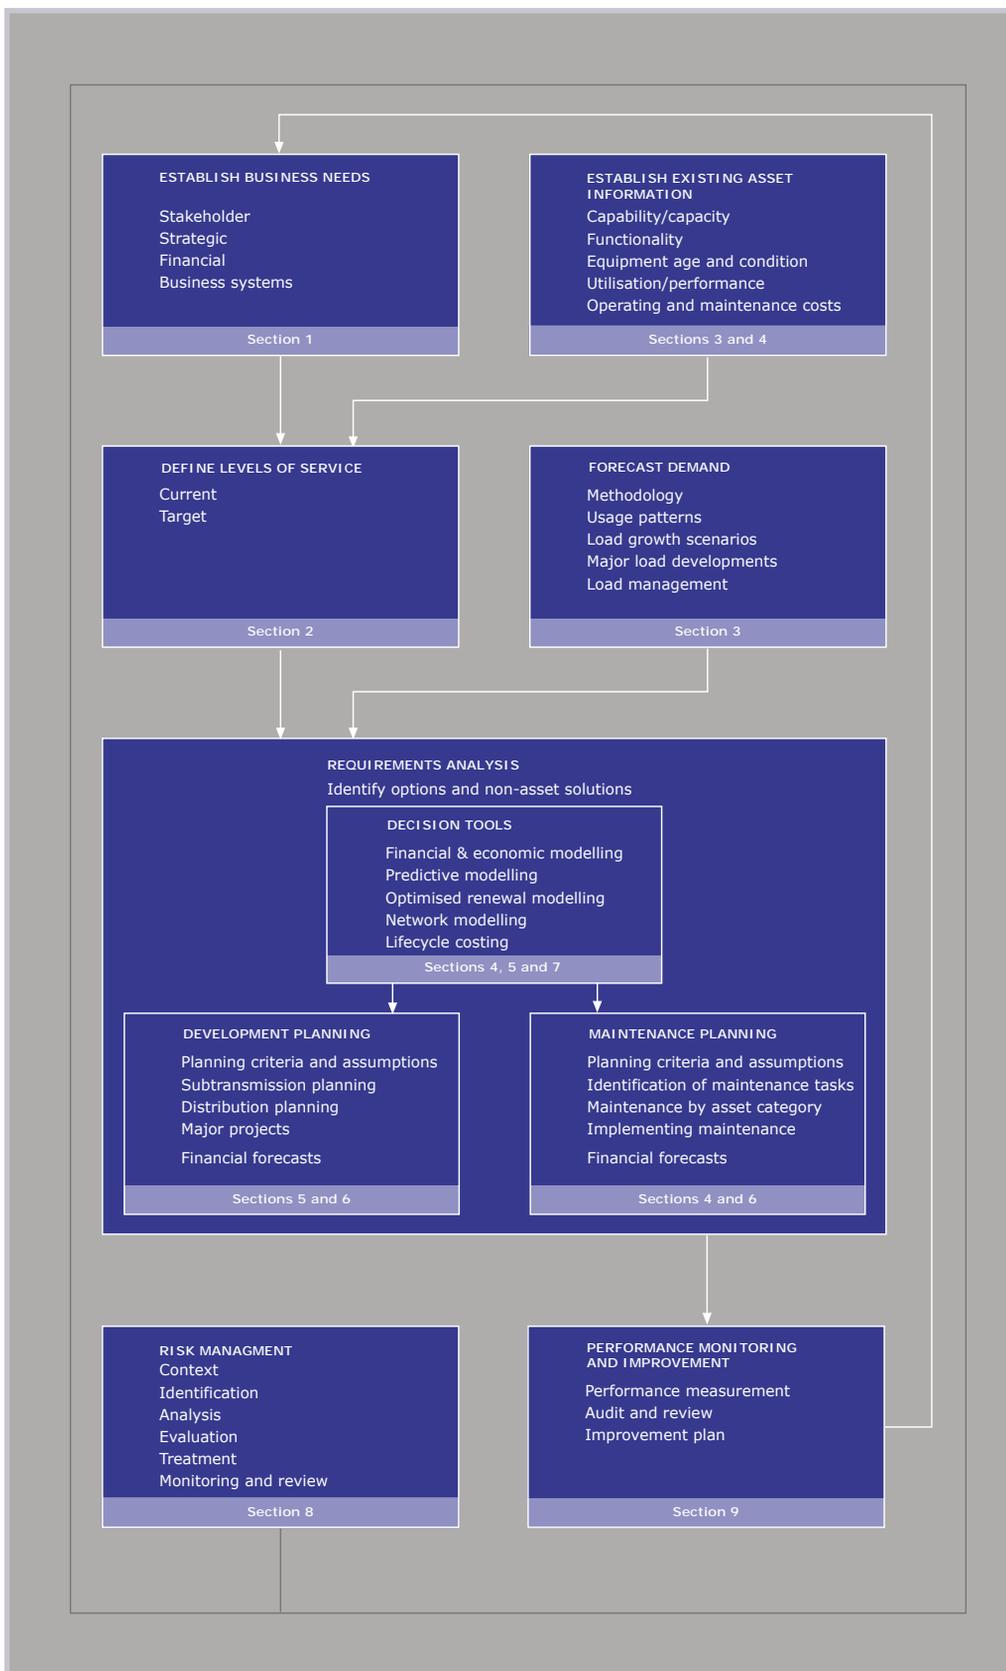 ESTABLISH BUSINESS NEEDS
Stakeholder
Strategic
Financial
Business systems
Section 1
ESTABLISH EXISTING ASSET
INFORMATION
Capability/capacity
Functionality
Equipment age and condition
Utilisation/performance
Operating and maintenance costs
Sections 3 and 4
DEFINE LEVELS OF SERVICE
Current
Target
Section 2
FORECAST DEMAND
Methodology
Usage patterns
Load growth scenarios
Major load developments
Load management
Section 3
REQUIREMENTS ANALYSIS
Identify options and non-asset solutions
DECISION TOOLS
Financial & economic modelling
Predictive modelling
Optimised renewal modelling
Network modelling
Lifecycle costing
Sections 4, 5 and 7
DEVELOPMENT PLANNING
Planning criteria and assumptions
Subtransmission planning
Distribution planning
Major projects
Financial forecasts
Sections 5 and 6
MAINTENANCE PLANNING
Planning criteria and assumptions
Identification of maintenance tasks
Maintenance by asset category
Implementing maintenance
Financial forecasts
Sections 4 and 6
RISK MANAGMENT
Context
Identification
Analysis
Evaluation
Treatment
Monitoring and review
Section 8
PERFORMANCE MONITORING
AND IMPROVEMENT
Performance measurement
Audit and review
Improvement plan
Section 9